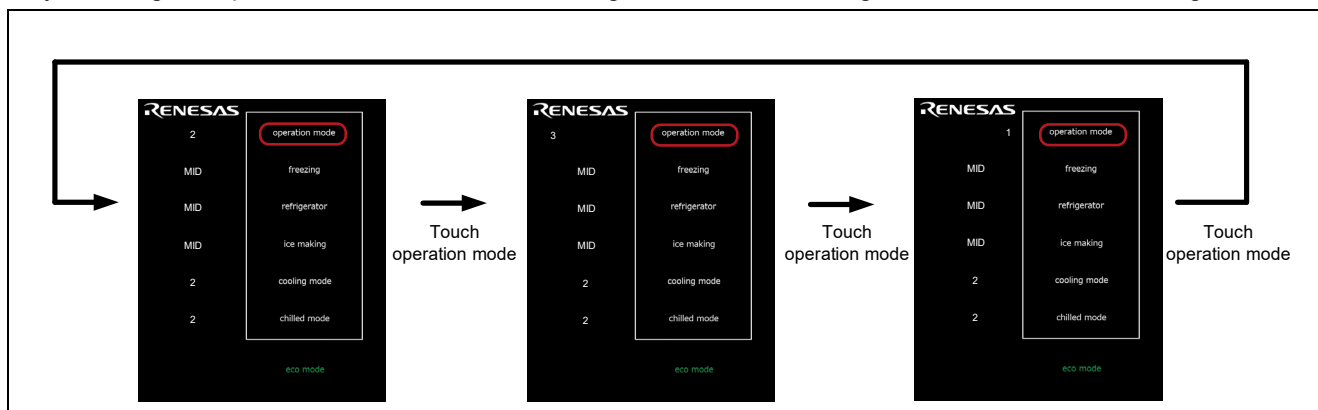 RENESAS
2 operation mode
MID freezing
MID refrigerator
MID ice making
2 cooling mode
2 chilled mode
eco mode
Touch
operation mode
RENESAS
3 operation mode
MID freezing
MID refrigerator
MID ice making
2 cooling mode
2 chilled mode
eco mode
Touch
operation mode
RENESAS
1 operation mode
MID freezing
MID refrigerator
MID ice making
2 cooling mode
2 chilled mode
eco mode
Touch
operation mode